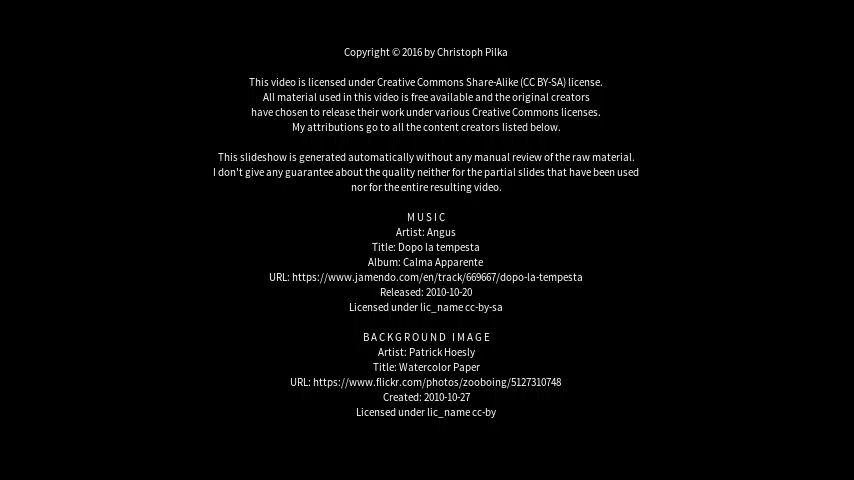 Copyright © 2016 by Christoph Pilka
This video is licensed under Creative Commons Share-Alike (CC BY-SA) license.
All material used in this video is free available and the original creators
have chosen to release their work under various Creative Commons licenses.
My attributions go to all the content creators listed below.
This slideshow is generated automatically without any manual review of the raw material.
I don't give any guarantee about the quality neither for the partial slides that have been used
nor for the entire resulting video.
MUSIC
Artist: Angus
Title: Dopo la tempesta
Album: Calma Apparente
URL: https://www.jamendo.com/en/track/669667/dopo-la-tempesta
Released: 2010-10-20
Licensed under lic_name cc-by-sa
BACKGROUND IMAGE
Artist: Patrick Hoesly
Title: Watercolor Paper
URL: https://www.flickr.com/photos/zooboing/5127310748
Created: 2010-10-27
Licensed under lic_name cc-by